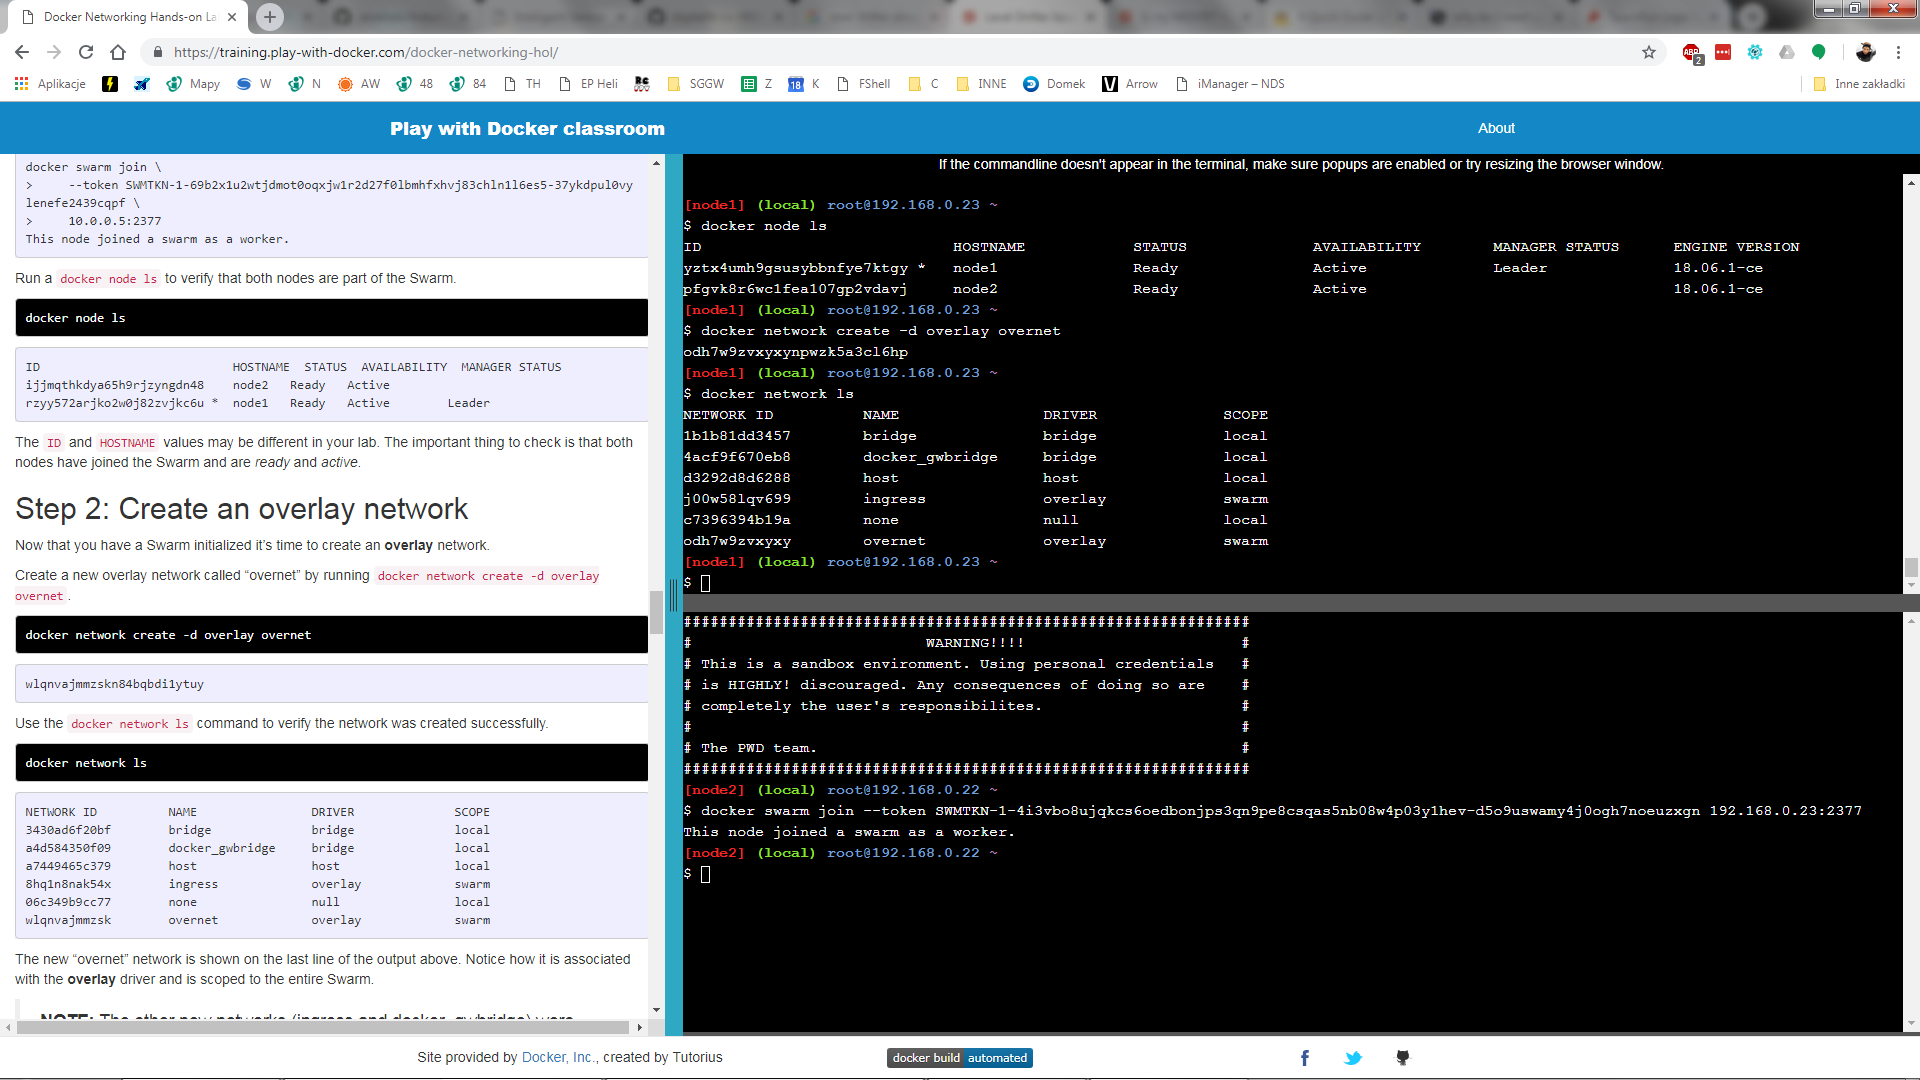 Docker Networking Hands-on La
https://training.play-with-docker.com/docker-networking-hol/
2
Aplikacje Mapy W N AW 48 84 TH EP Heli SGGW Z 18 K FShell C INNE Domek Arrow iManager – NDS Inne zakładki
Play with Docker classroom
About
docker swarm join \
>     --token SWMTKN-1-69b2x1u2wtjdmot0oqxjw1r2d27f0lbmhfxhvj83chln1l6es5-37ykdpul0vy
lenefe2439cqpf \
>     10.0.0.5:2377
This node joined a swarm as a worker.
Run a docker node ls to verify that both nodes are part of the Swarm.
docker node ls
ID HOSTNAME STATUS AVAILABILITY MANAGER STATUS
ijjmqthkdya65h9rjzyngdn48 node2 Ready Active
rzyy572arjko2w0j82zvjkc6u * node1 Ready Active Leader
The ID and HOSTNAME values may be different in your lab. The important thing to check is that both
nodes have joined the Swarm and are ready and active.
Step 2: Create an overlay network
Now that you have a Swarm initialized it’s time to create an overlay network.
Create a new overlay network called “overnet” by running docker network create -d overlay
overnet .
docker network create -d overlay overnet
wlqnvajmmzskn84bqbdi1ytuy
Use the docker network ls command to verify the network was created successfully.
docker network ls
NETWORK ID NAME DRIVER SCOPE
3430ad6f20bf bridge bridge local
a4d584350f09 docker_gwbridge bridge local
a7449465c379 host host local
8hq1n8nak54x ingress overlay swarm
06c349b9cc77 none null local
wlqnvajmmzsk overnet overlay swarm
The new “overnet” network is shown on the last line of the output above. Notice how it is associated
with the overlay driver and is scoped to the entire Swarm.
NOTE: The other new networks (ingress and docker_gwbridge) were
If the commandline doesn't appear in the terminal, make sure popups are enabled or try resizing the browser window.
[node1] (local) root@192.168.0.23 ~
$ docker node ls
ID HOSTNAME STATUS AVAILABILITY MANAGER STATUS ENGINE VERSION
yztx4umh9gsusybbnfye7ktgy * node1 Ready Active Leader 18.06.1-ce
pfgvk8r6wc1fea107gp2vdavj node2 Ready Active 18.06.1-ce
[node1] (local) root@192.168.0.23 ~
$ docker network create -d overlay overnet
odh7w9zvxyxynpwzk5a3cl6hp
[node1] (local) root@192.168.0.23 ~
$ docker network ls
NETWORK ID NAME DRIVER SCOPE
1b1b81dd3457 bridge bridge local
4acf9f670eb8 docker_gwbridge bridge local
d3292d8d6288 host host local
j00w58lqv699 ingress overlay swarm
c7396394b19a none null local
odh7w9zvxyxy overnet overlay swarm
[node1] (local) root@192.168.0.23 ~
$
###############################################################
# WARNING!!!! #
# This is a sandbox environment. Using personal credentials #
# is HIGHLY! discouraged. Any consequences of doing so are #
# completely the user's responsibilites. #
# #
# The PWD team. #
###############################################################
[node2] (local) root@192.168.0.22 ~
$ docker swarm join --token SWMTKN-1-4i3vbo8ujqkcs6oedbonjps3qn9pe8csqas5nb08w4p03y1hev-d5o9uswamy4j0ogh7noeuzxgn 192.168.0.23:2377
This node joined a swarm as a worker.
[node2] (local) root@192.168.0.22 ~
$
Site provided by Docker, Inc., created by Tutorius
docker build automated